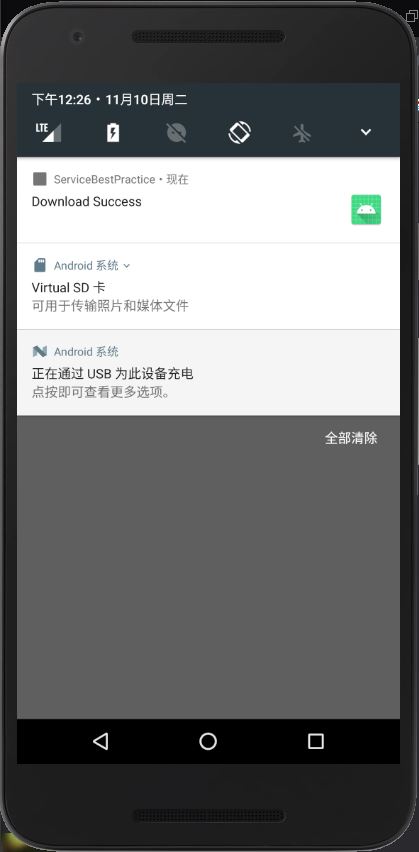 下午12:26 • 11月10日周二
LTE
ServiceBestPractice • 现在
Download Success
Android 系统
Virtual SD 卡
可用于传输照片和媒体文件
Android 系统
正在通过 USB 为此设备充电
点按即可查看更多选项。
全部清除